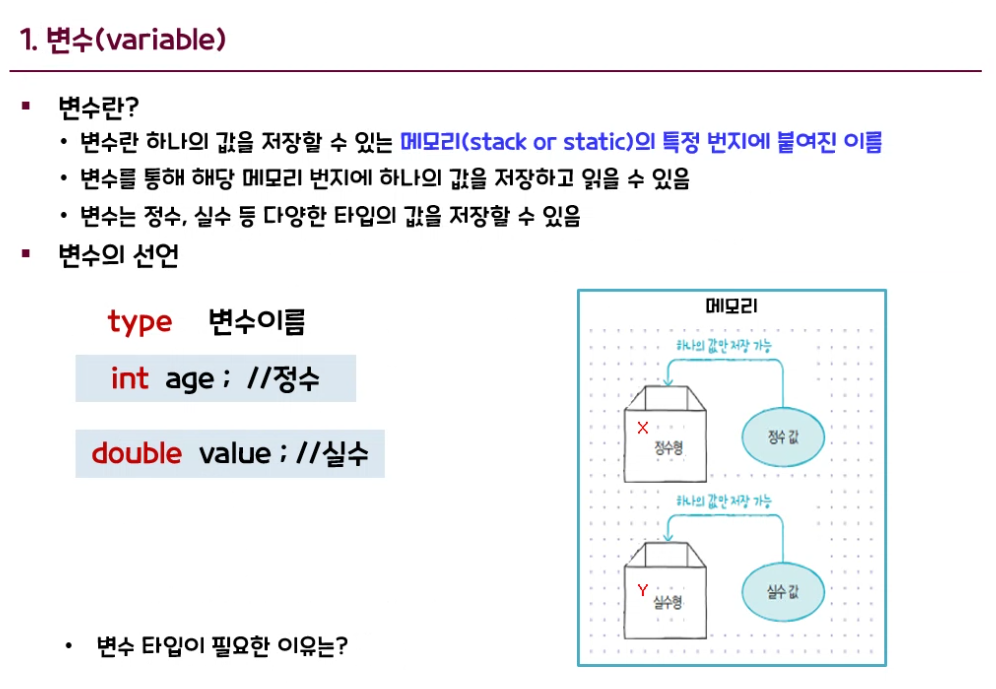 1. 변수(variable)
▪ 변수란?
• 변수란 하나의 값을 저장할 수 있는 메모리(stack or static)의 특정 번지에 붙여진 이름
• 변수를 통해 해당 메모리 번지에 하나의 값을 저장하고 읽을 수 있음
• 변수는 정수, 실수 등 다양한 타입의 값을 저장할 수 있음
▪ 변수의 선언
type 변수이름
int age ; //정수
double value ; //실수
메모리
하나의 값만 저장 가능
X
정수형
정수 값
하나의 값만 저장 가능
Y
실수형
실수 값
• 변수 타입이 필요한 이유는?